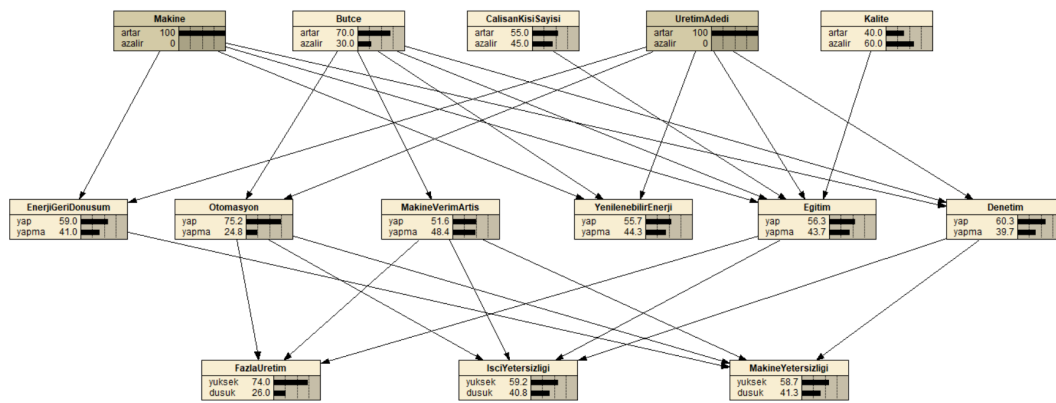 Makine
artar 100
azalir 0
Butce
artar 70.0
azalir 30.0
CalisanKisiSayisi
artar 55.0
azalir 45.0
UretimAdedi
artar 100
azalir 0
Kalite
artar 40.0
azalir 60.0
EnerjiGeriDonusum
yap 59.0
yapma 41.0
Otomasyon
yap 75.2
yapma 24.8
MakineVerimArtis
yap 51.6
yapma 48.4
YenilenebilirEnerji
yap 55.7
yapma 44.3
Egitim
yap 56.3
yapma 43.7
Denetim
yap 60.3
yapma 39.7
FazlaUretim
yuksek 74.0
dusuk 26.0
IsciYetersizligi
yuksek 59.2
dusuk 40.8
MakineYetersizligi
yuksek 58.7
dusuk 41.3